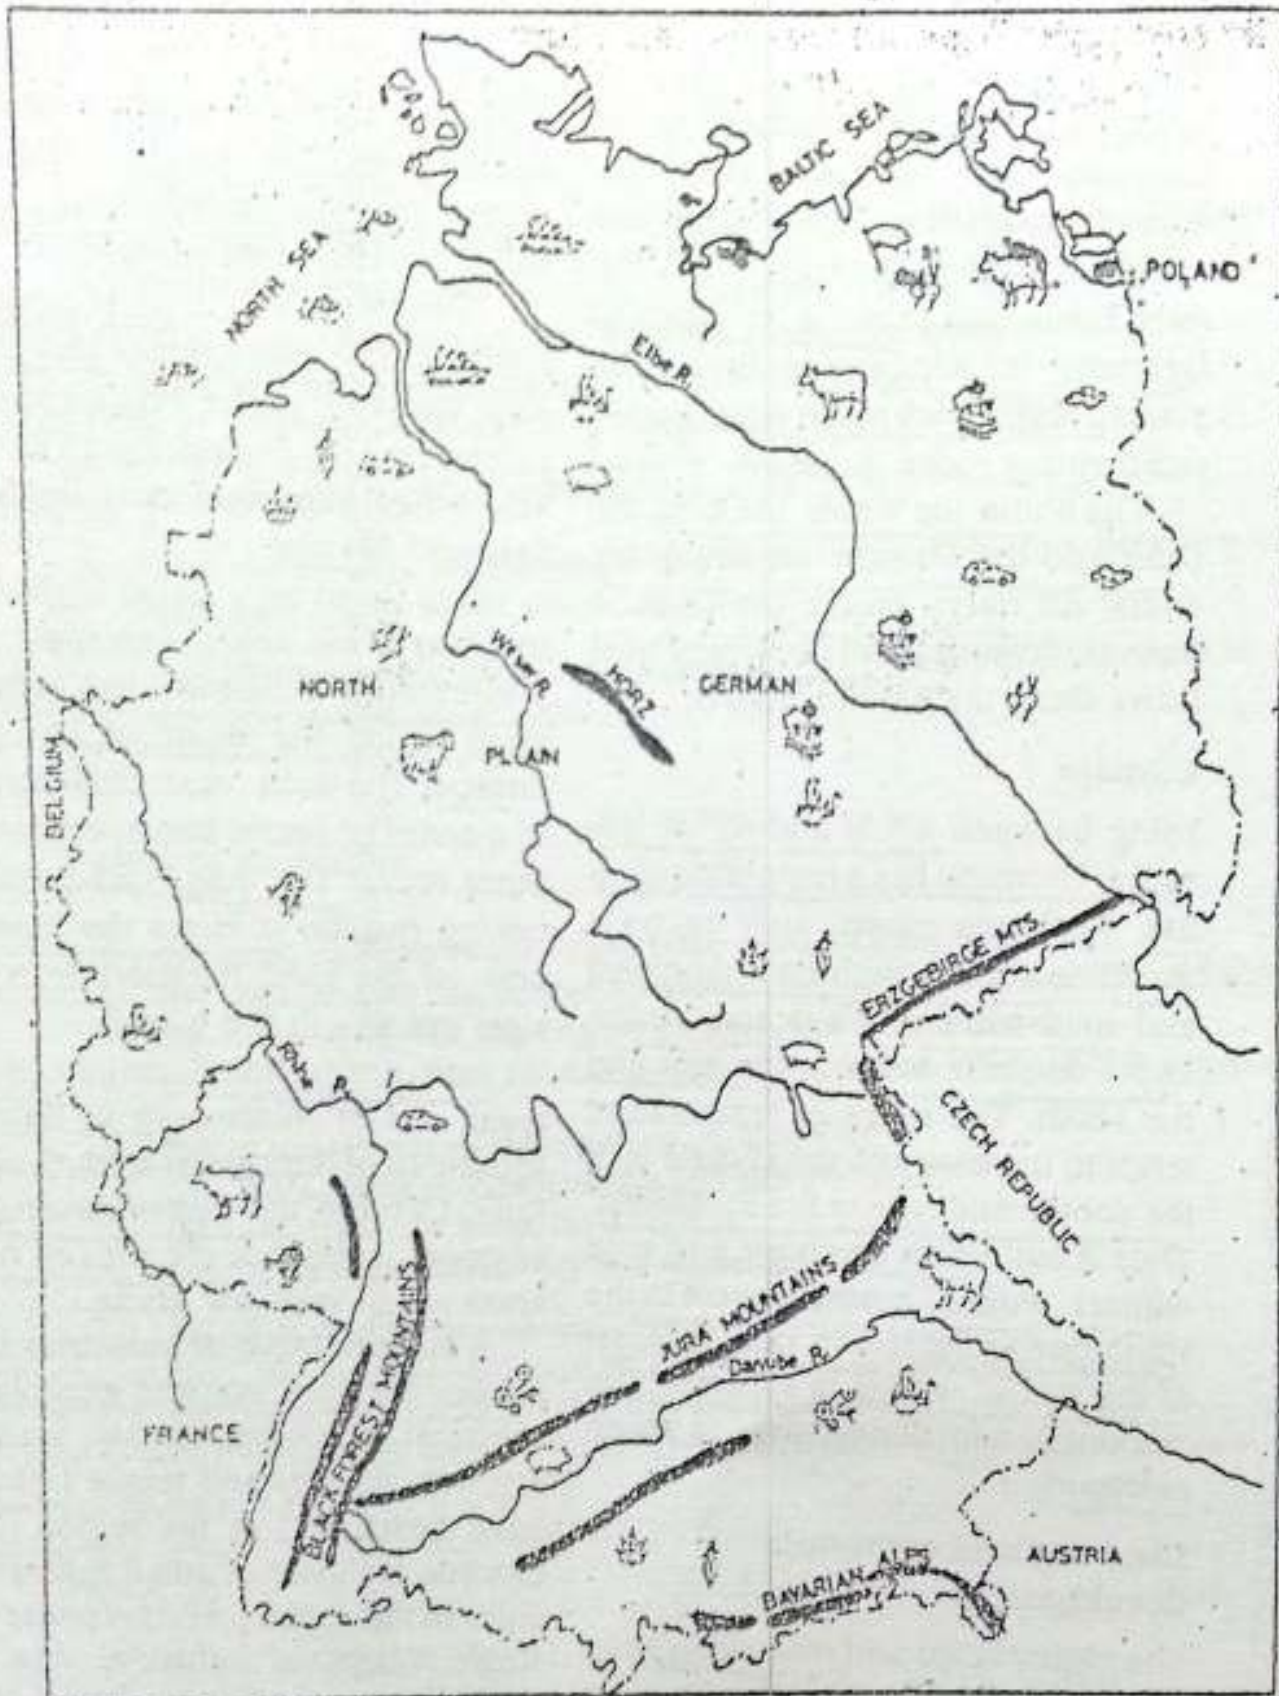 BALTIC SEA
NORTH SEA
POLAND
Elbe R.
Weser R.
HORZ
NORTH
GERMAN
PLAIN
BELGIUM
ERZGEBIRGE MTS.
Rhine R.
CZECH REPUBLIC
JURA MOUNTAINS
Danube R.
BLACK FOREST MOUNTAINS
FRANCE
BAVARIAN ALPS
AUSTRIA